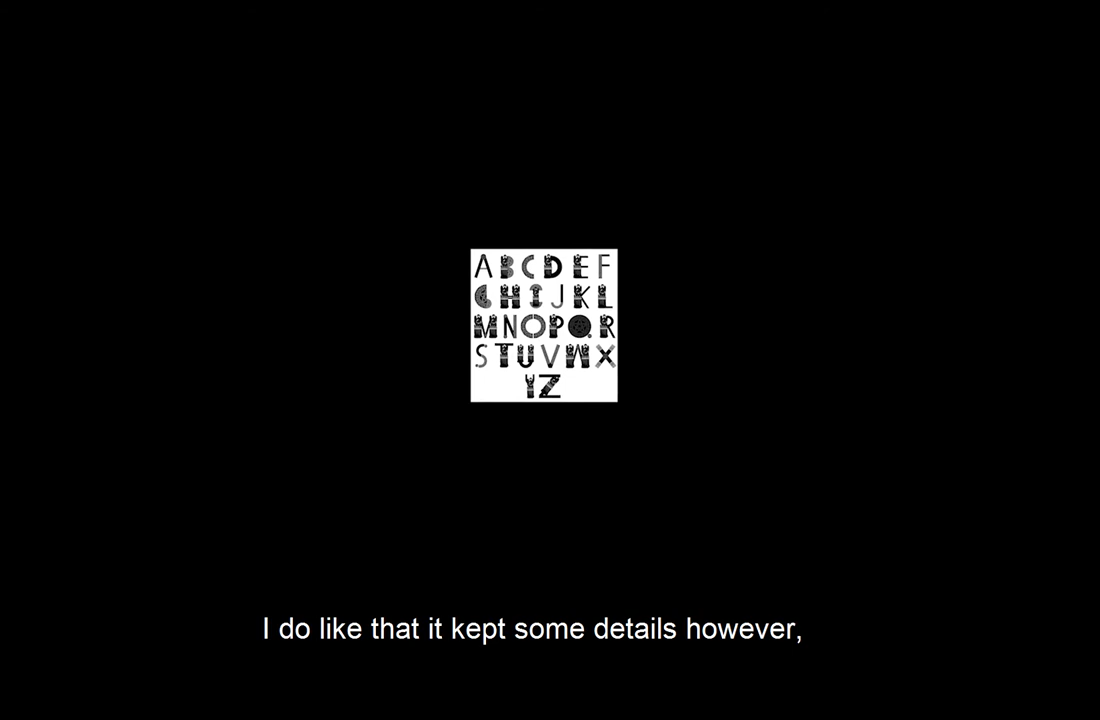 ABCDEF
GHIJKL
MNOPQR
STUVWX
YZ
I do like that it kept some details however,